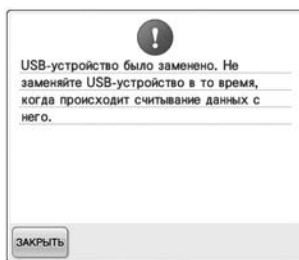 USB-устройство было заменено. Не
заменяйте USB-устройство в то время,
когда происходит считывание данных с
него.
ЗАКРЫТЬ